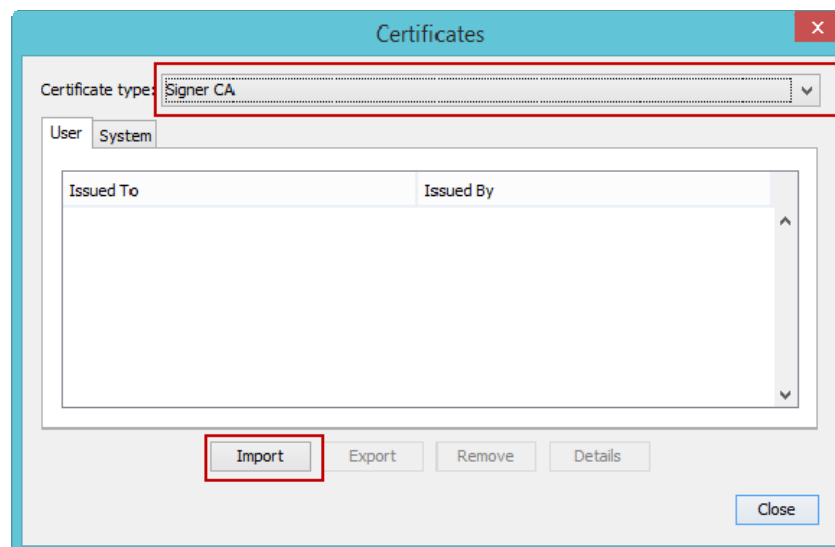 Certificates
x
Certificate type: Signer CA
User System
Issued To Issued By
Import Export Remove Details
Close